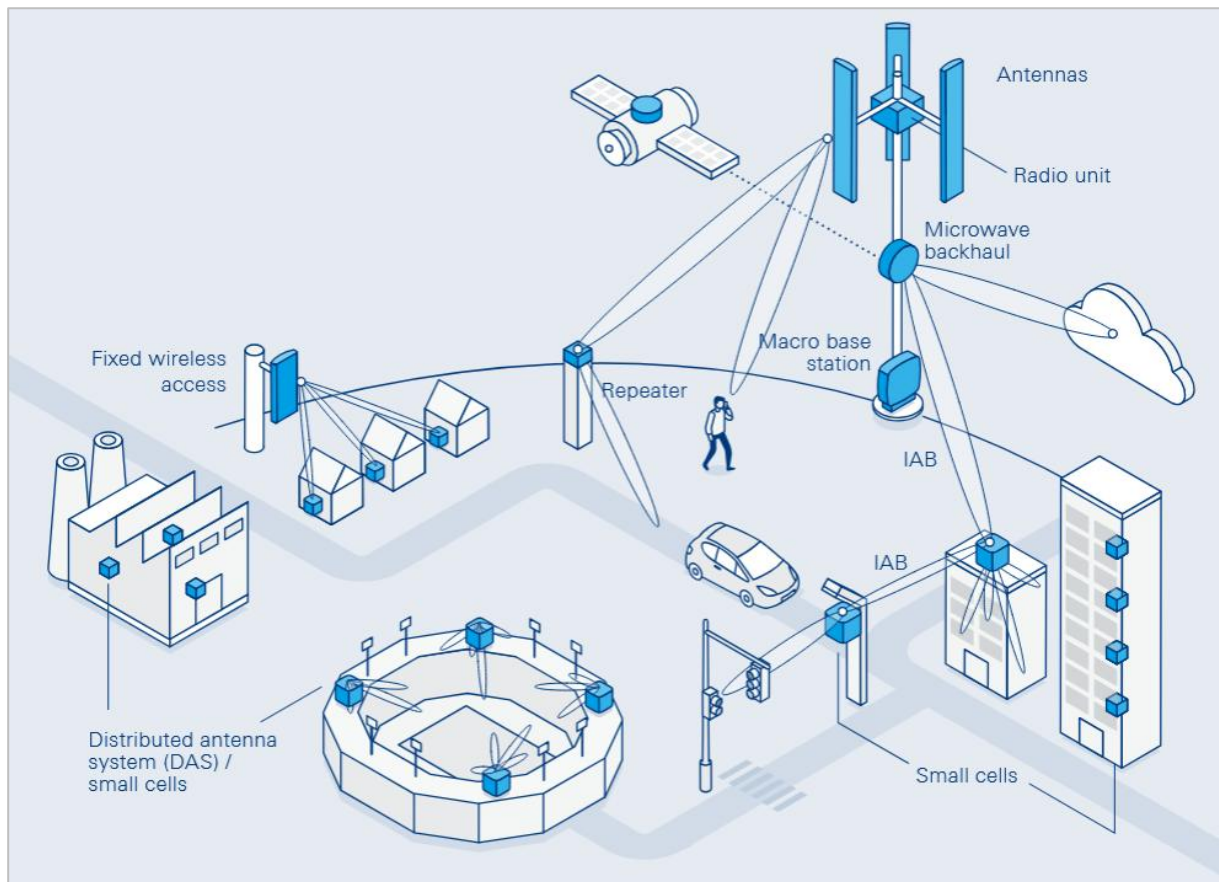 Antennas
Radio unit
Microwave
backhaul
Macro base
station
Fixed wireless
access
Repeater
IAB
IAB
Distributed antenna
system (DAS) /
small cells
Small cells